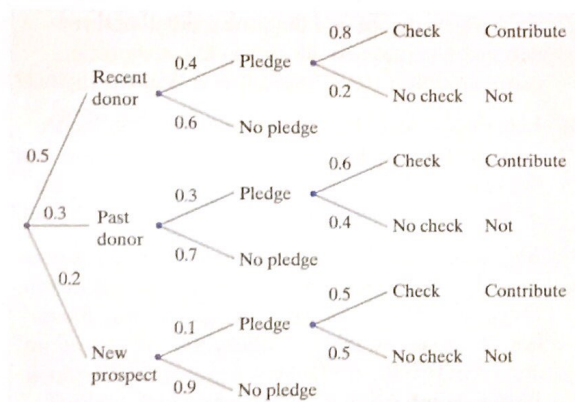 0.8 Check Contribute
0.4 Pledge
Recent donor
0.2 No check Not
0.6 No pledge
0.5
0.6 Check Contribute
0.3 Pledge
0.3 Past donor
0.4 No check Not
0.7 No pledge
0.2
0.5 Check Contribute
0.1 Pledge
New prospect
0.5 No check Not
0.9 No pledge